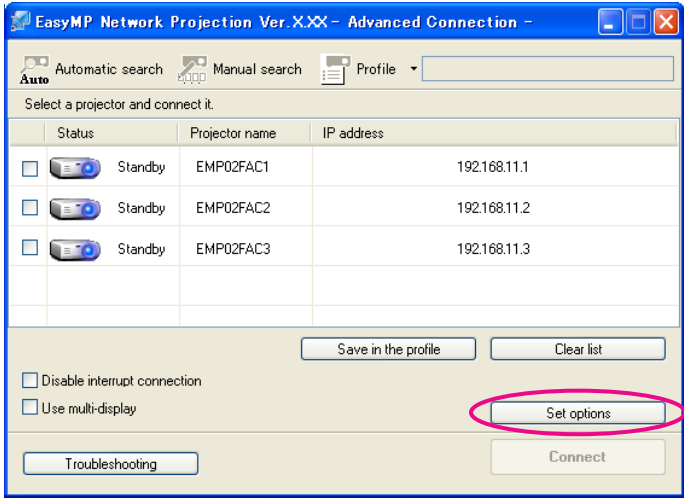 EasyMP Network Projection Ver.X.XX - Advanced Connection -
Auto Automatic search Manual search Profile
Select a projector and connect it.
Status Projector name IP address
Standby EMP02FAC1 192.168.11.1
Standby EMP02FAC2 192.168.11.2
Standby EMP02FAC3 192.168.11.3
Save in the profile Clear list
Disable interrupt connection
Use multi-display Set options
Troubleshooting Connect